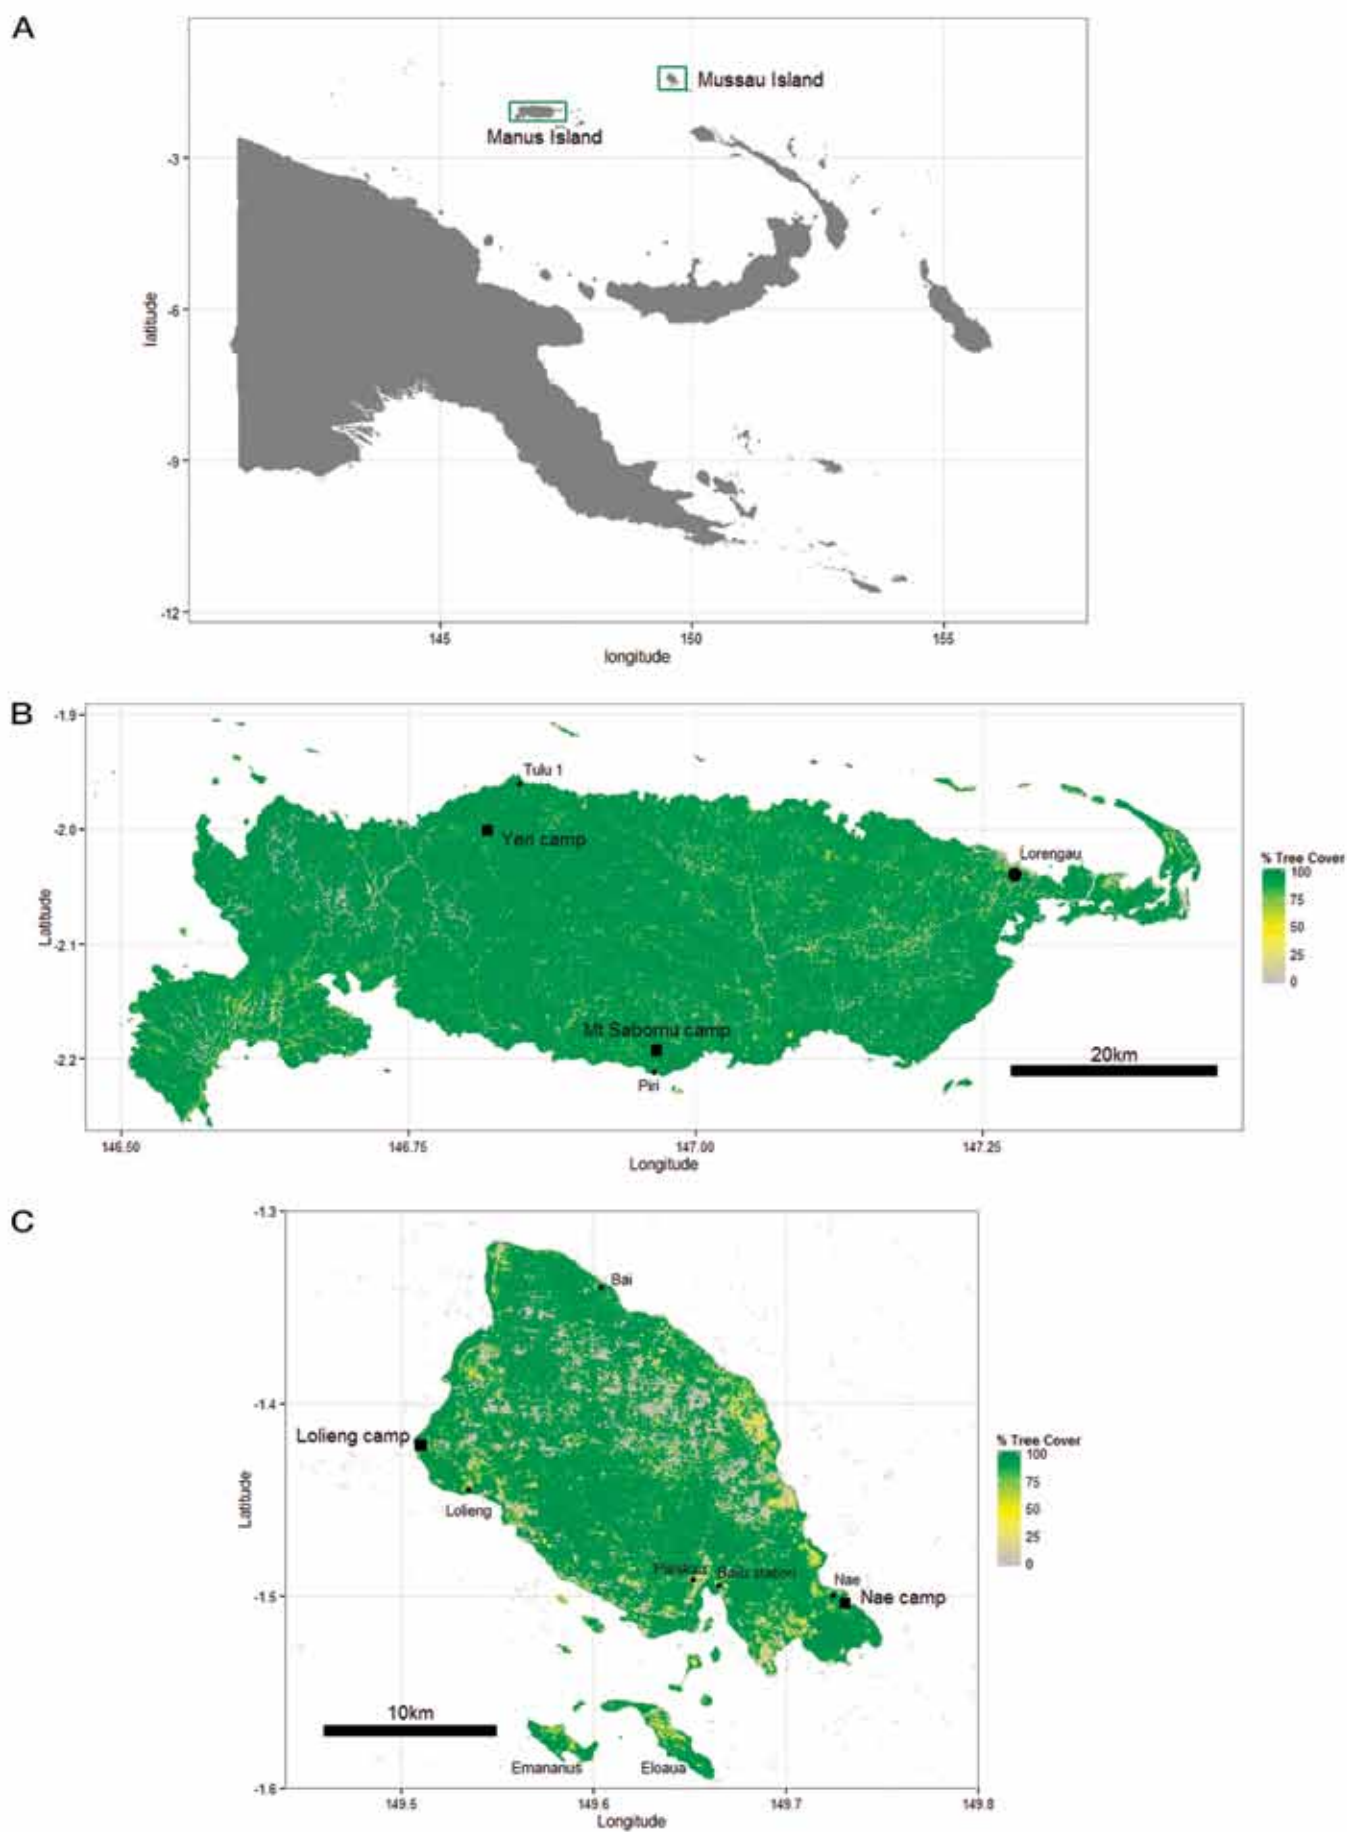 A
Mussau Island
Manus Island
-3
-6
-9
-12
latitude
145
150
155
longitude
B
-1.9
-2.0
-2.1
-2.2
Latitude
Tulu 1
Yeri camp
Lorengau
Mt Sabomu camp
Piri
20km
% Tree Cover
100
75
50
25
0
146.50
146.75
147.00
147.25
Longitude
C
-1.3
-1.4
-1.5
-1.6
Latitude
Bai
Lolieng camp
Lolieng
station
Nae
Nae camp
10km
Emananus
Eloaua
% Tree Cover
100
75
50
25
0
149.5
149.6
149.7
149.8
Longitude